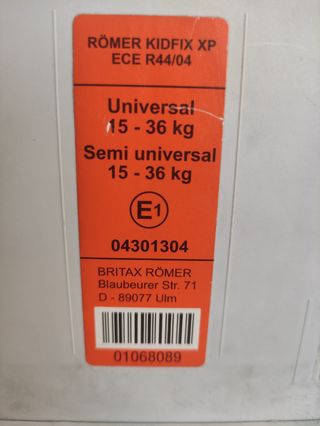 RÖMER KIDFIX XP
ECE R44/04
Universal
15 - 36 kg
Semi universal
15 - 36 kg
E1
04301304
BRITAX RÖMER
Blaubeurer Str. 71
D - 89077 Ulm
01068089